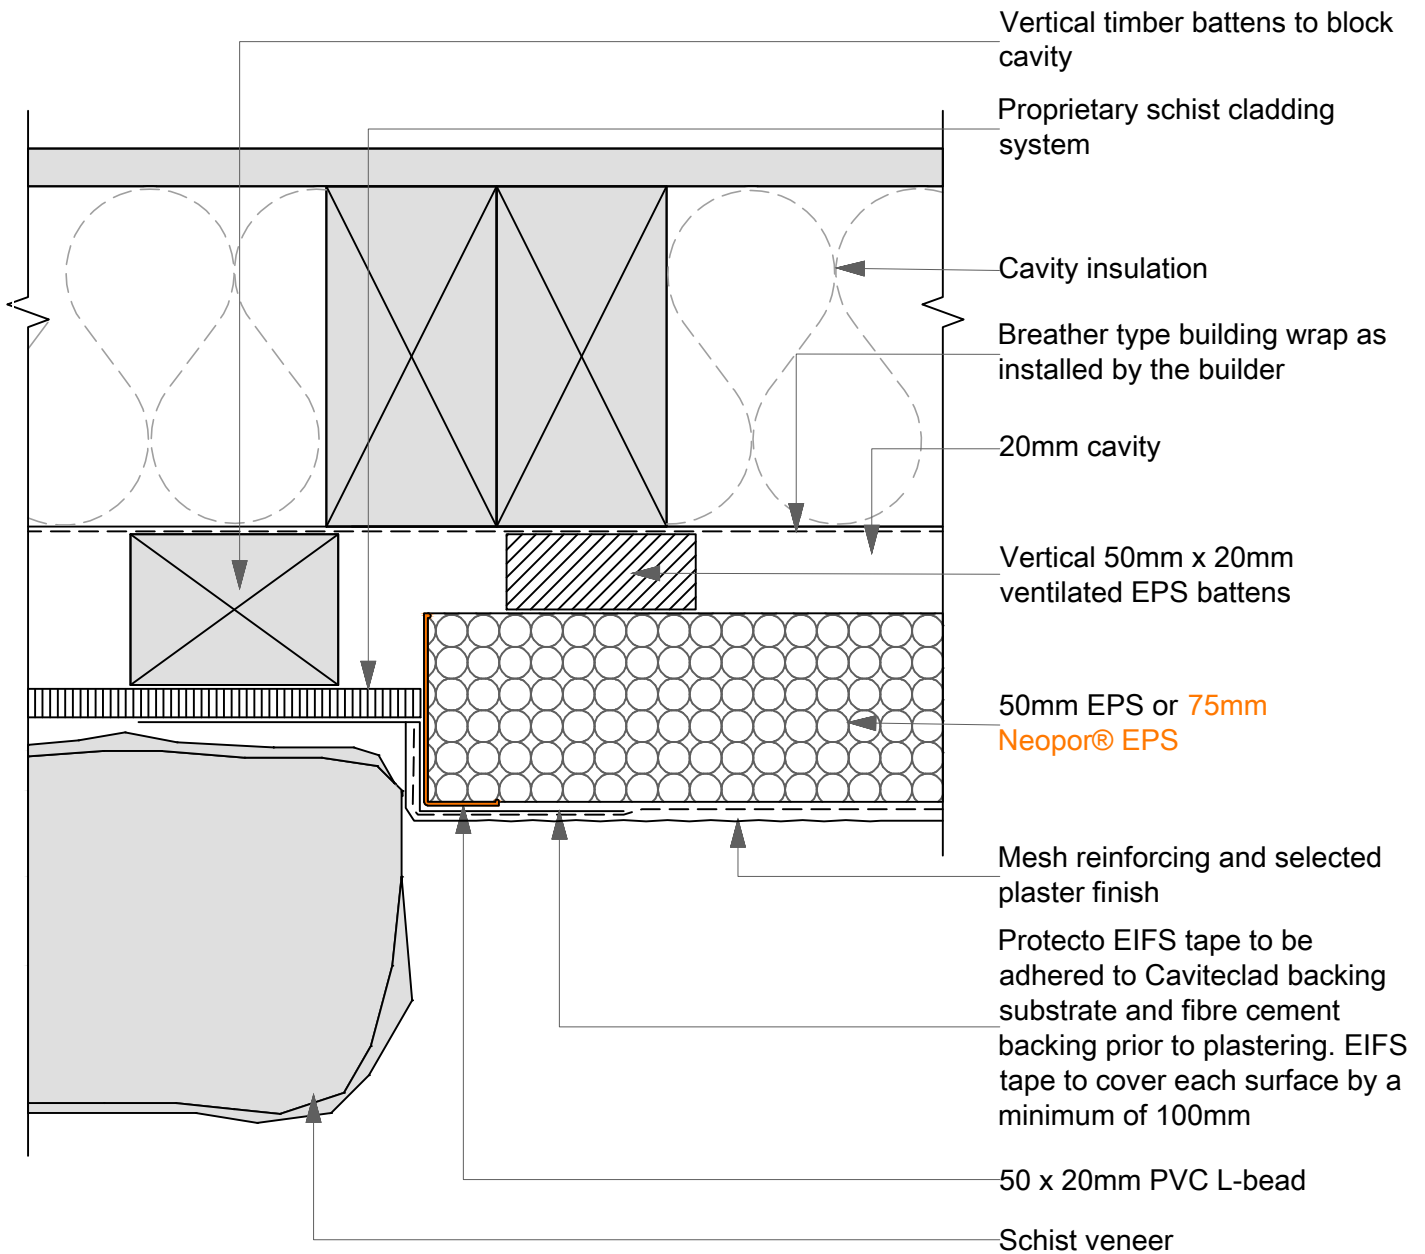 Vertical timber battens to block
cavity
Proprietary schist cladding
system
Cavity insulation
Breather type building wrap as
installed by the builder
20mm cavity
Vertical 50mm x 20mm
ventilated EPS battens
50mm EPS or 75mm
Neopor® EPS
Mesh reinforcing and selected
plaster finish
Protecto EIFS tape to be
adhered to Caviteclad backing
substrate and fibre cement
backing prior to plastering. EIFS
tape to cover each surface by a
minimum of 100mm
50 x 20mm PVC L-bead
Schist veneer